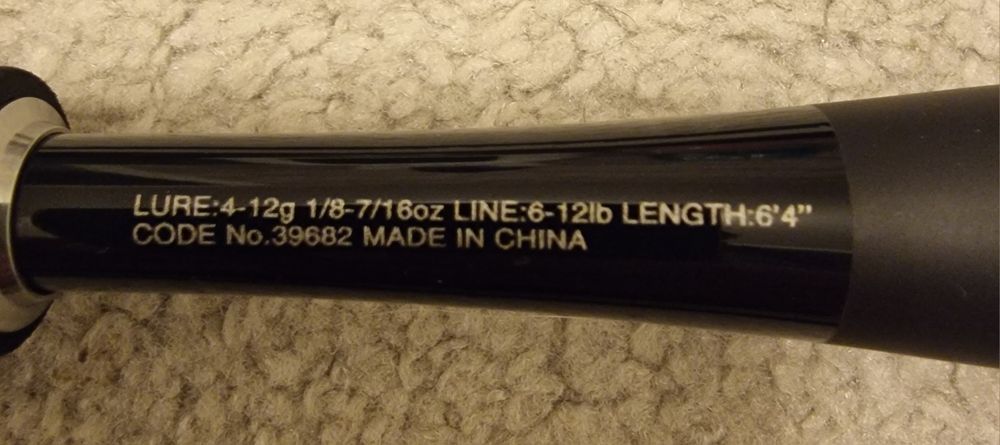 LURE:4-12g 1/8-7/16oz LINE:6-12lb LENGTH:6'4"
CODE No.39682 MADE IN CHINA